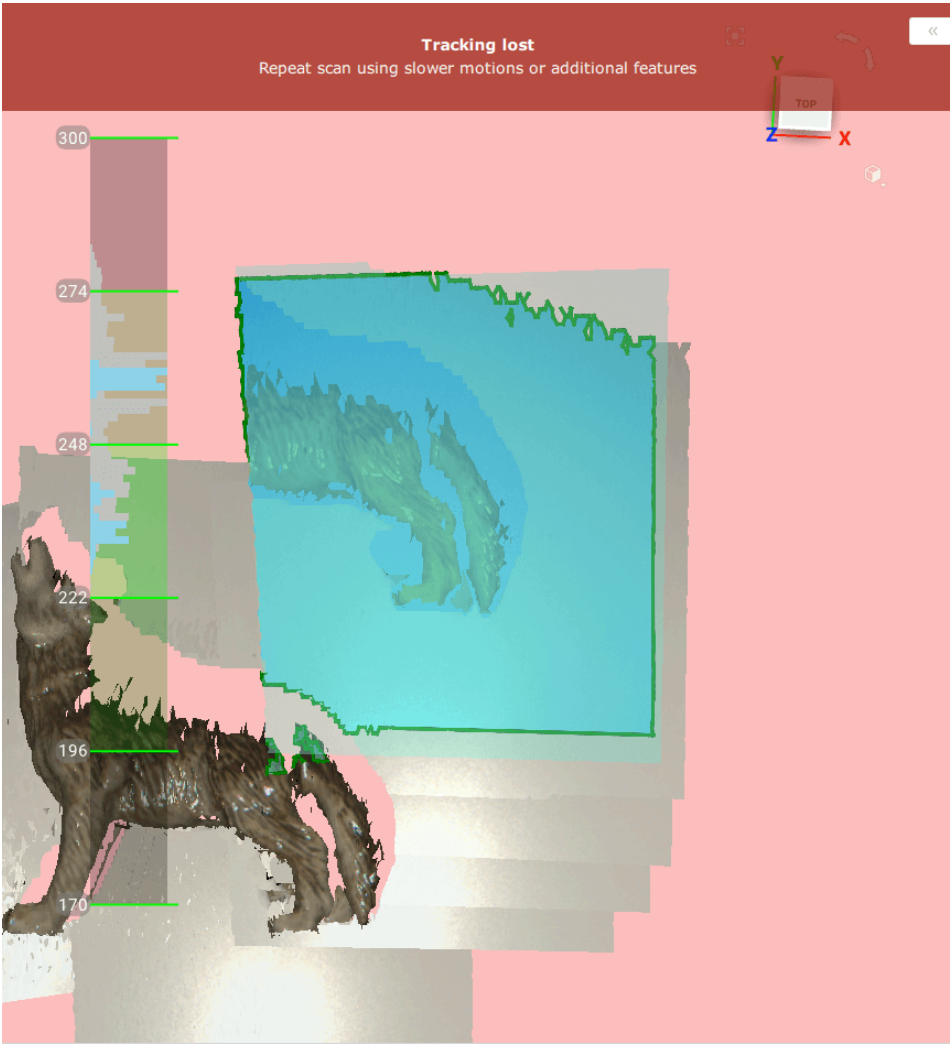 Tracking lost
«
Repeat scan using slower motions or additional features
Y
TOP
Z
X
300
274
248
222
196
170